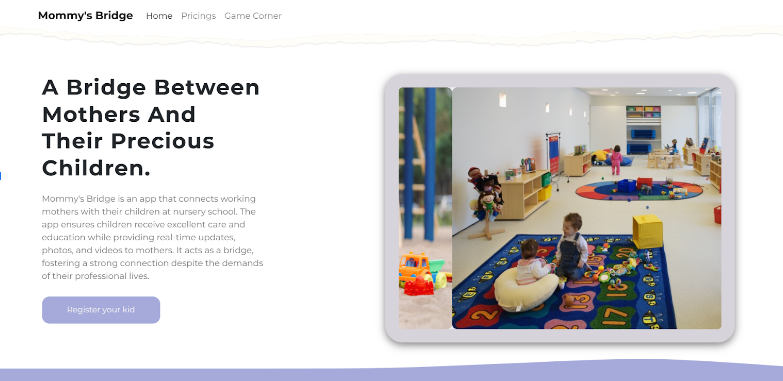 Mommy's Bridge Home Pricings Game Corner
A Bridge Between
Mothers And
Their Precious
Children.
Mommy's Bridge is an app that connects working
mothers with their children at nursery school. The
app ensures children receive excellent care and
education while providing real-time updates,
photos, and videos to mothers. It acts as a bridge,
fostering a strong connection despite the demands
of their professional lives.
Register your kid